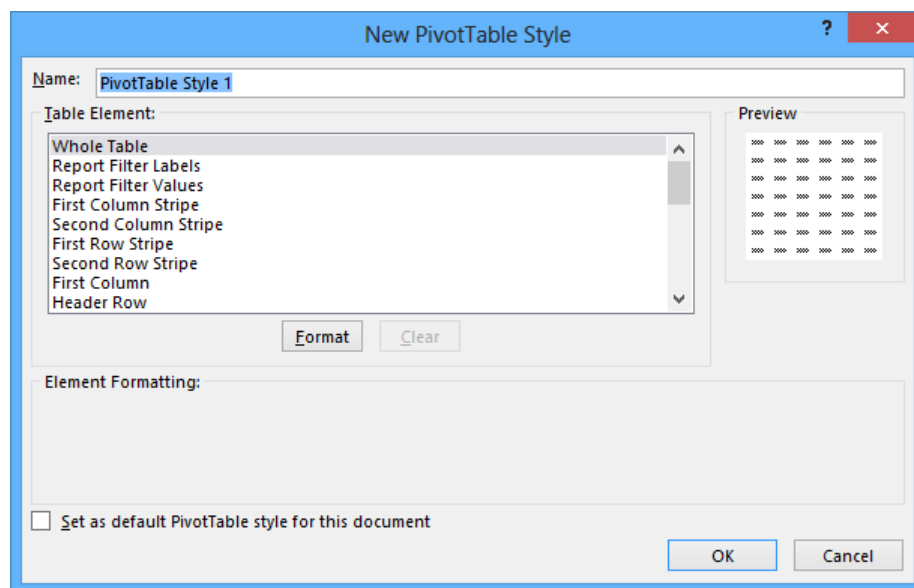 New PivotTable Style
?
Name: PivotTable Style 1
Table Element:
Whole Table
Report Filter Labels
Report Filter Values
First Column Stripe
Second Column Stripe
First Row Stripe
Second Row Stripe
First Column
Header Row
Format Clear
Preview
Element Formatting:
Set as default PivotTable style for this document
OK Cancel